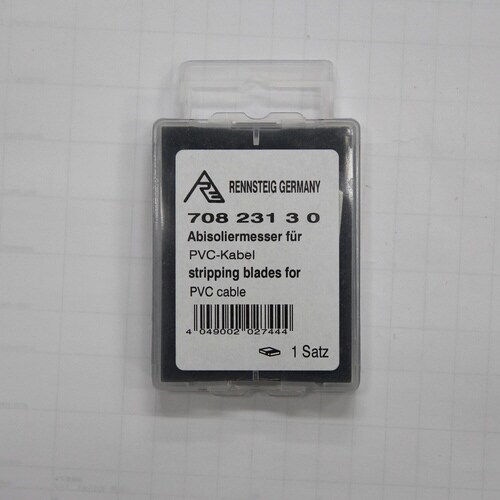 RE RENNSTEIG GERMANY
708 231 3 0
Abisoliermesser für
PVC-Kabel
stripping blades for
PVC cable
4 049002 027444
1 Satz